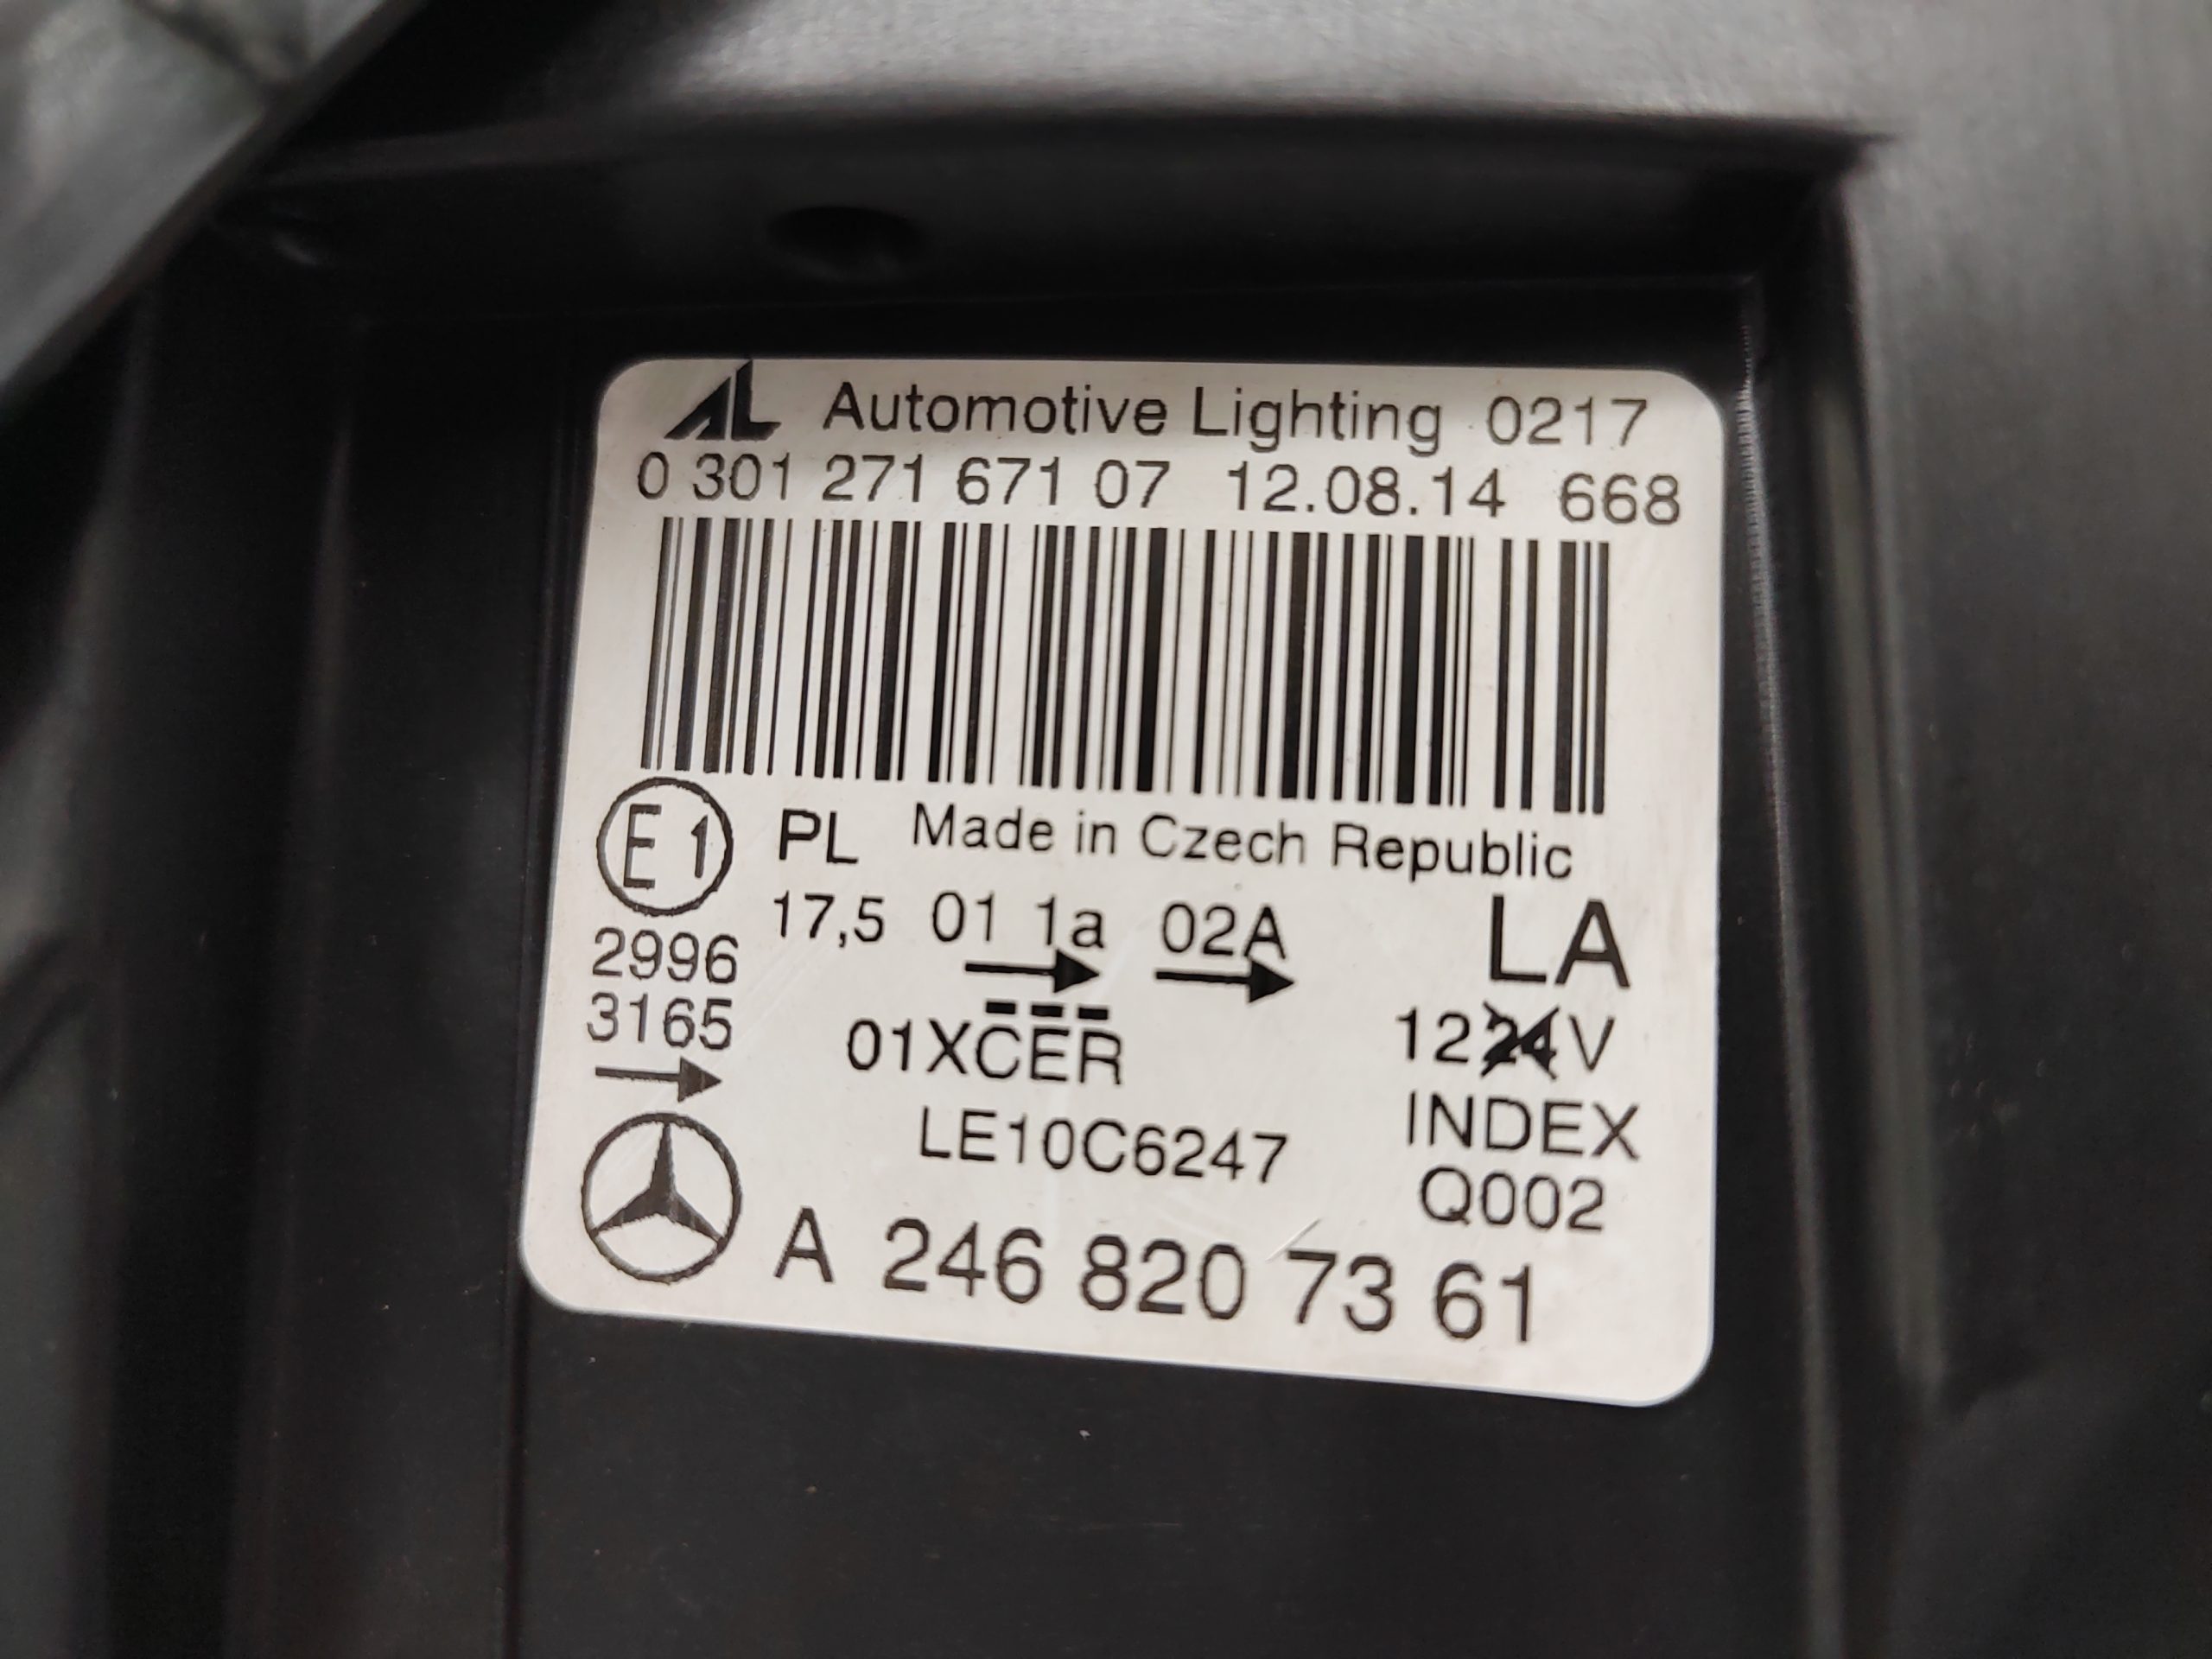 AL Automotive Lighting 0217
0 301 271 671 07 12.08.14 668
E1 PL Made in Czech Republic
17,5 01 1a 02A LA
2996
3165
01XCER 1224V
LE10C6247 INDEX
Q002
A 246 820 73 61